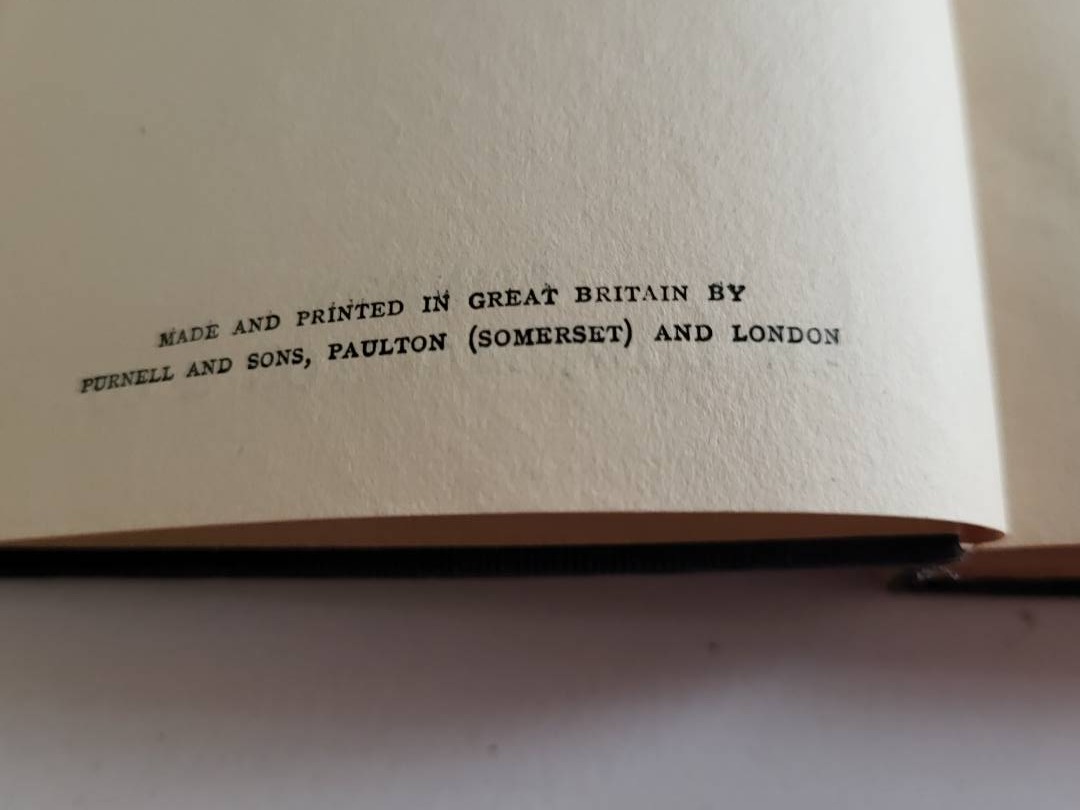 MADE AND PRINTED IN GREAT BRITAIN BY
PURNELL AND SONS, PAULTON (SOMERSET) AND LONDON